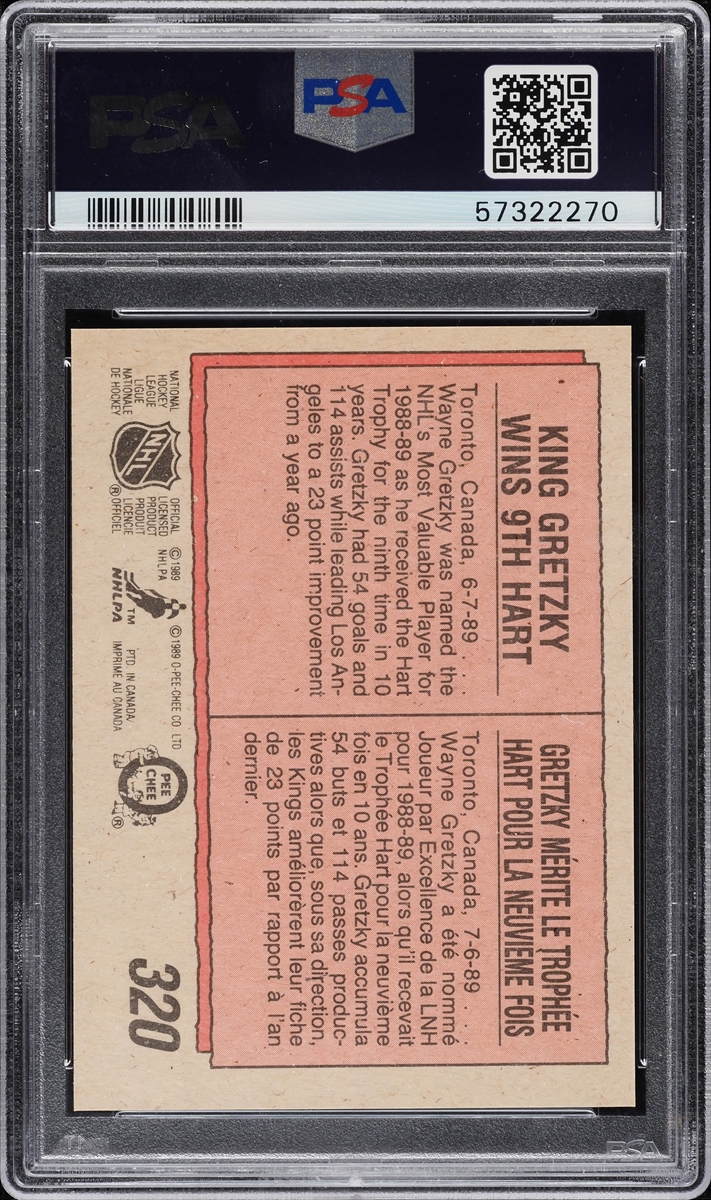 PSA
PSA
57322270
KING GRETZKY
WINS 9TH HART
Toronto, Canada, 6-7-89 . . .
Wayne Gretzky was named the
NHL's Most Valuable Player for
1988-89 as he received the Hart
Trophy for the ninth time in 10
years. Gretzky had 54 goals and
114 assists while leading Los An-
geles to a 23 point improvement
from a year ago.
GRETZKY MÉRITE LE TROPHÉE
HART POUR LA NEUVIEME FOIS
Toronto, Canada, 7-6-89 . . .
Wayne Gretzky a été nommé
Joueur par Excellence de la LNH
pour 1988-89, alors qu'il recevait
le Trophée Hart pour la neuvième
fois en 10 ans. Gretzky accumula
54 buts et 114 passes produc-
tives alors que, sous sa direction,
les Kings améliorèrent leur fiche
de 23 points par rapport à l'an
dernier.
NATIONAL
HOCKEY
LEAGUE
LIGUE
NATIONALE
DE HOCKEY
NHL
®
OFFICIAL
LICENSED
PRODUCT
PRODUIT
LICENCIE
OFFICIEL
© 1989
NHLPA
TM
NHLPA
© 1989 O-PEE-CHEE CO. LTD.
PTD. IN CANADA.
IMPRIME AU CANADA
O
PEE
CHEE
®
320
PSA